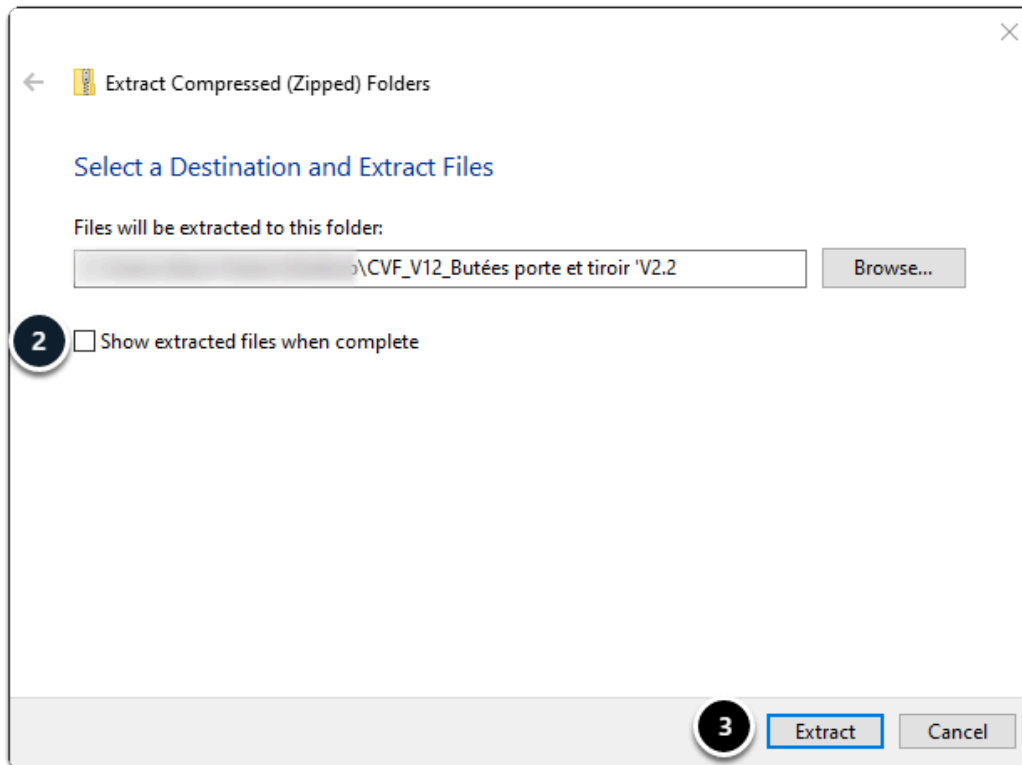 Extract Compressed (Zipped) Folders
Select a Destination and Extract Files
Files will be extracted to this folder:
\CVF_V12_Butées porte et tiroir 'V2.2
Browse...
2
Show extracted files when complete
3
Extract
Cancel